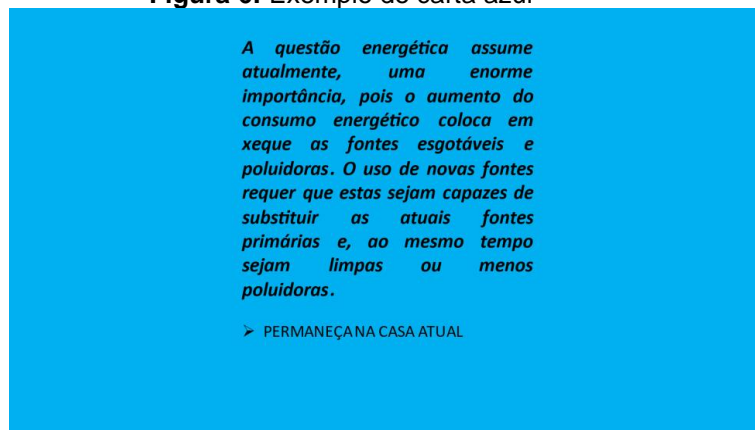 Figura 6. Exemplo de carta azul
A questão energética assume
atualmente, uma enorme
importância, pois o aumento do
consumo energético coloca em
xeque as fontes esgotáveis e
poluidoras. O uso de novas fontes
requer que estas sejam capazes de
substituir as atuais fontes
primárias e, ao mesmo tempo
sejam limpas ou menos
poluidoras.
➢ PERMANEÇA NA CASA ATUAL